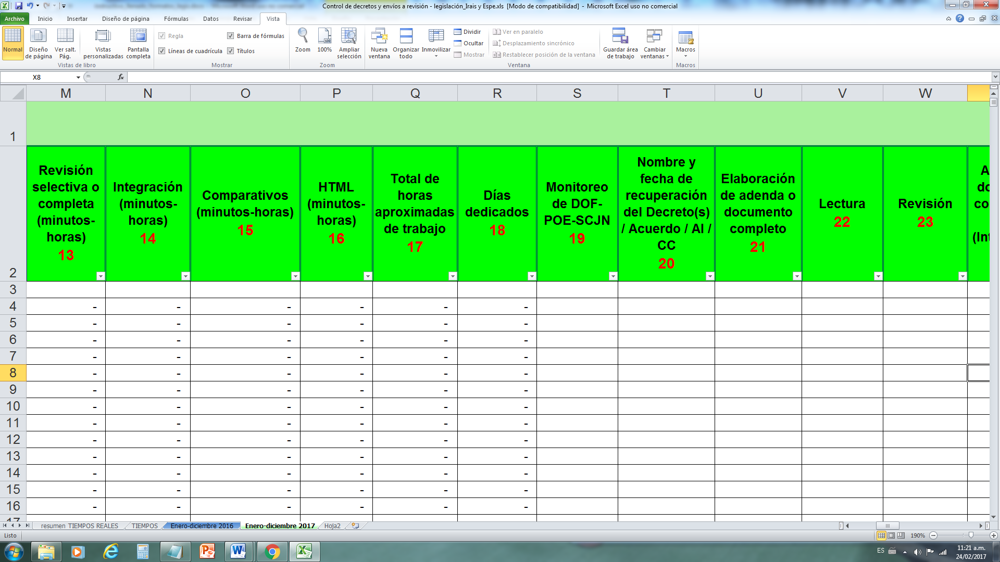 Control de decretos y envíos a revisión - legislación_Irais y Espe.xls [Modo de compatibilidad] - Microsoft Excel uso no comercial
Archivo Inicio Insertar Diseño de página Fórmulas Datos Revisar Vista
Normal
Diseño de página
Ver salt. Pág.
Vistas personalizadas
Pantalla completa
Vistas de libro
Regla
Barra de fórmulas
Líneas de cuadrícula
Títulos
Mostrar
Zoom
100%
Ampliar selección
Zoom
Nueva ventana
Organizar todo
Inmovilizar
Dividir
Ocultar
Mostrar
Ver en paralelo
Desplazamiento sincrónico
Restablecer posición de la ventana
Guardar área de trabajo
Cambiar ventanas
Ventana
Macros
Macros
X8 fx
M N O P Q R S T U V W
1
2
Revisión
selectiva o
completa
(minutos-
horas)
13
Integración
(minutos-
horas)
14
Comparativos
(minutos-horas)
15
HTML
(minutos-
horas)
16
Total de
horas
aproximadas
de trabajo
17
Días
dedicados
18
Monitoreo
de DOF-
POE-SCJN
19
Nombre y
fecha de
recuperación
del Decreto(s)
/ Acuerdo / AI /
CC
20
Elaboración
de adenda o
documento
completo
21
Lectura
22
Revisión
23
A
do
co
(Int
3
4 - - - - - -
5 - - - - - -
6 - - - - - -
7 - - - - - -
8 - - - - - -
9 - - - - - -
10 - - - - - -
11 - - - - - -
12 - - - - - -
13 - - - - - -
14 - - - - - -
15 - - - - - -
16 - - - - - -
17
resumen TIEMPOS REALES TIEMPOS Enero-diciembre 2016 Enero-diciembre 2017 Hoja2
Listo 190%
ES 11:21 a.m.
24/02/2017